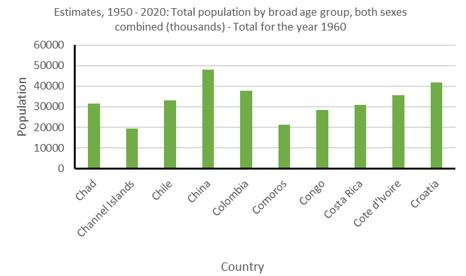 Estimates, 1950 - 2020: Total population by broad age group, both sexes
combined (thousands) - Total for the year 1960
60000
50000
40000
30000
20000
10000
0
Population
Chad
Channel Islands
Chile
China
Colombia
Comoros
Congo
Costa Rica
Cote d'Ivoire
Croatia
Country